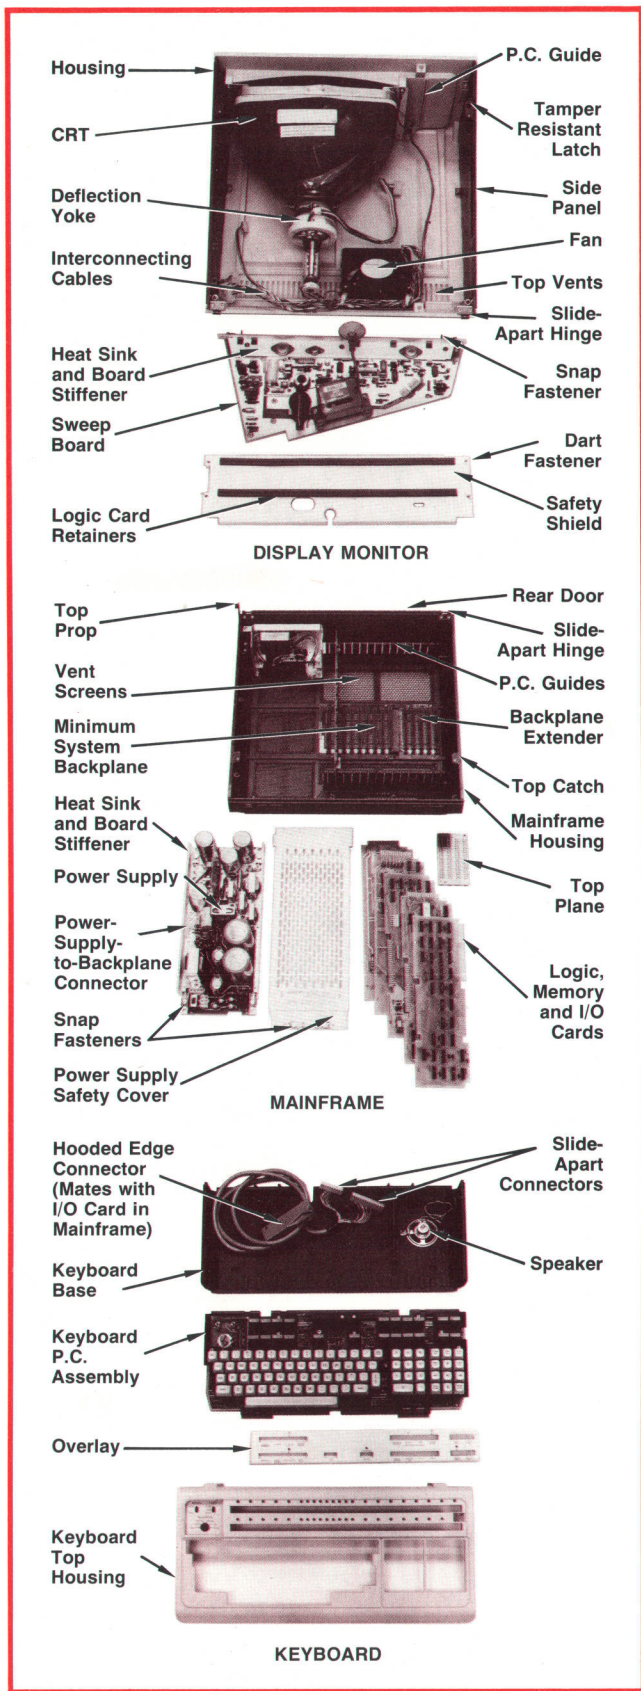 Housing
CRT
Deflection
Yoke
Interconnecting
Cables
Heat Sink
and Board
Stiffener
Sweep
Board
Logic Card
Retainers
P.C. Guide
Tamper
Resistant
Latch
Side
Panel
Fan
Top Vents
Slide-
Apart Hinge
Snap
Fastener
Dart
Fastener
Safety
Shield
DISPLAY MONITOR
Top
Prop
Vent
Screens
Minimum
System
Backplane
Heat Sink
and Board
Stiffener
Power Supply
Power-
Supply-
to-Backplane
Connector
Snap
Fasteners
Power Supply
Safety Cover
Rear Door
Slide-
Apart Hinge
P.C. Guides
Backplane
Extender
Top Catch
Mainframe
Housing
Top
Plane
Logic,
Memory
and I/O
Cards
MAINFRAME
Hooded Edge
Connector
(Mates with
I/O Card in
Mainframe)
Keyboard
Base
Keyboard
P.C.
Assembly
Overlay
Keyboard
Top
Housing
Slide-
Apart
Connectors
Speaker
KEYBOARD